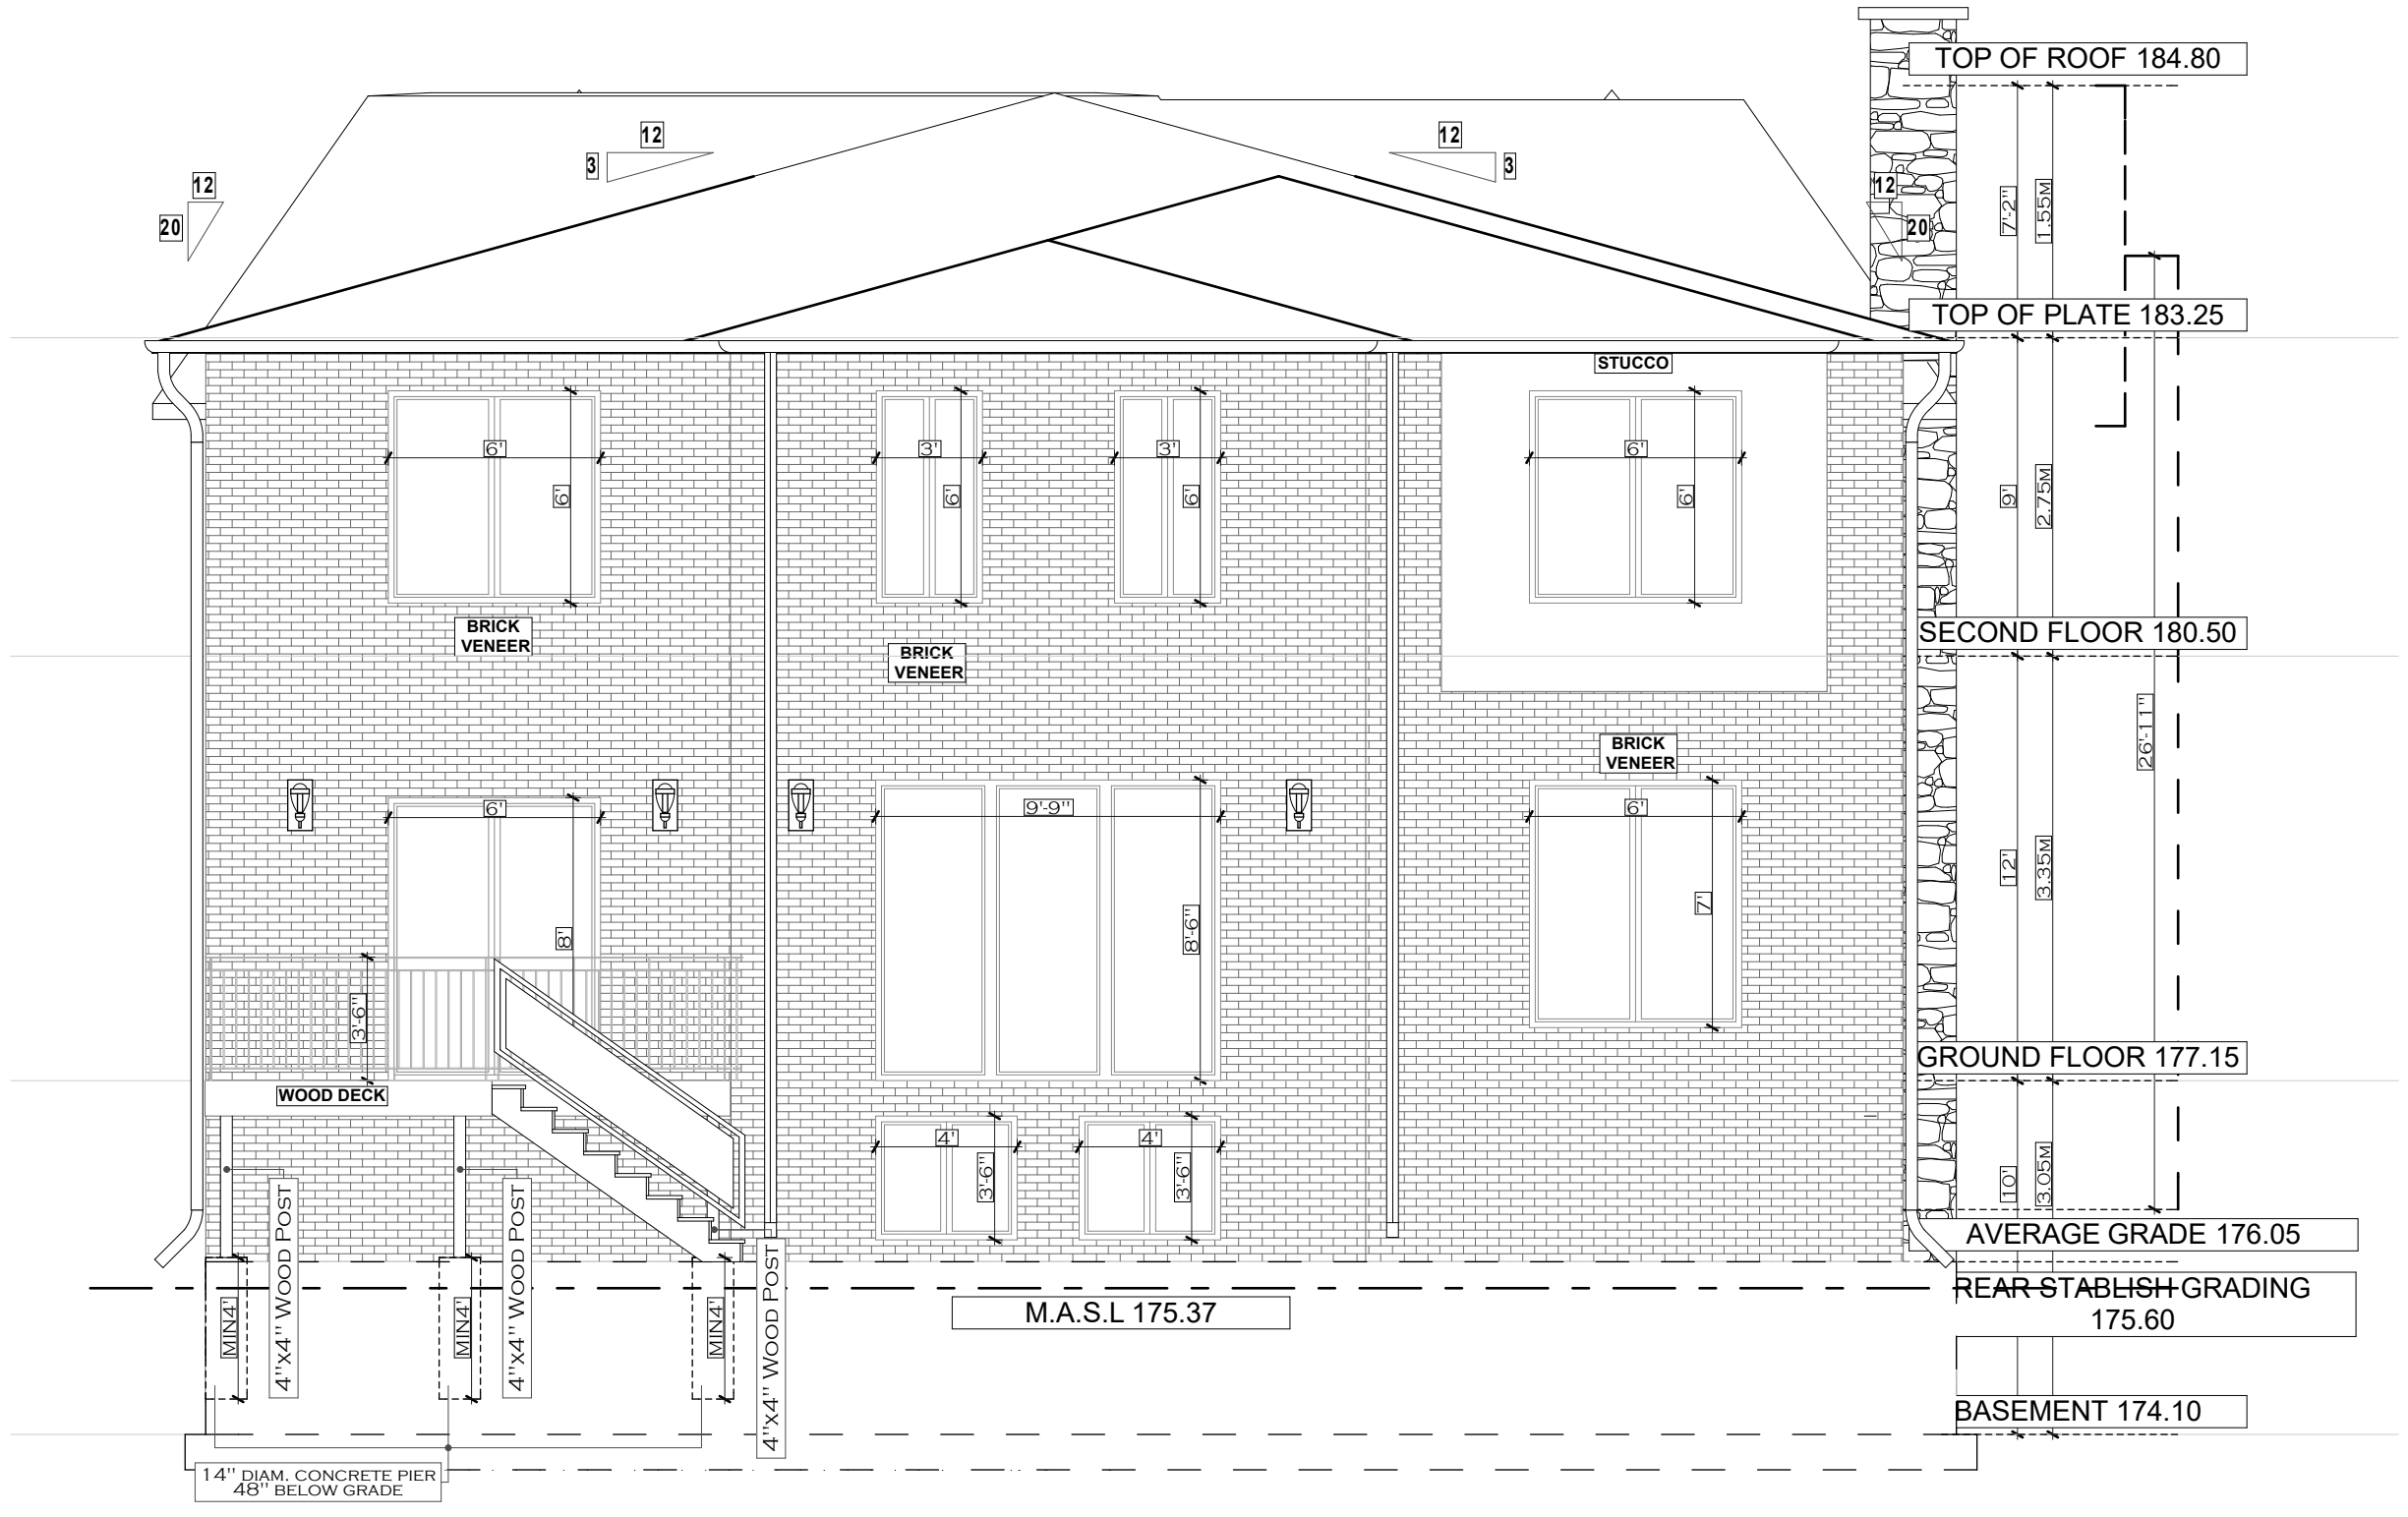 TOP OF ROOF 184.80
12
12
3
3
12
20
12
20
7'-2"
1.55M
TOP OF PLATE 183.25
STUCCO
6'
6'
3'
6'
3'
6'
6'
6'
9'
2.75M
BRICK
VENEER
BRICK
VENEER
SECOND FLOOR 180.50
26'-11"
BRICK
VENEER
6'
8'
9'-9"
8'-6"
6'
7'
12'
3.35M
3'-6"
GROUND FLOOR 177.15
WOOD DECK
4'
3'-6"
4'
3'-6"
10'
3.05M
4"x4" WOOD POST
4"x4" WOOD POST
4"x4" WOOD POST
AVERAGE GRADE 176.05
REAR STABLISH GRADING
175.60
M.A.S.L 175.37
MIN4'
MIN4'
MIN4'
BASEMENT 174.10
14" DIAM. CONCRETE PIER
48" BELOW GRADE